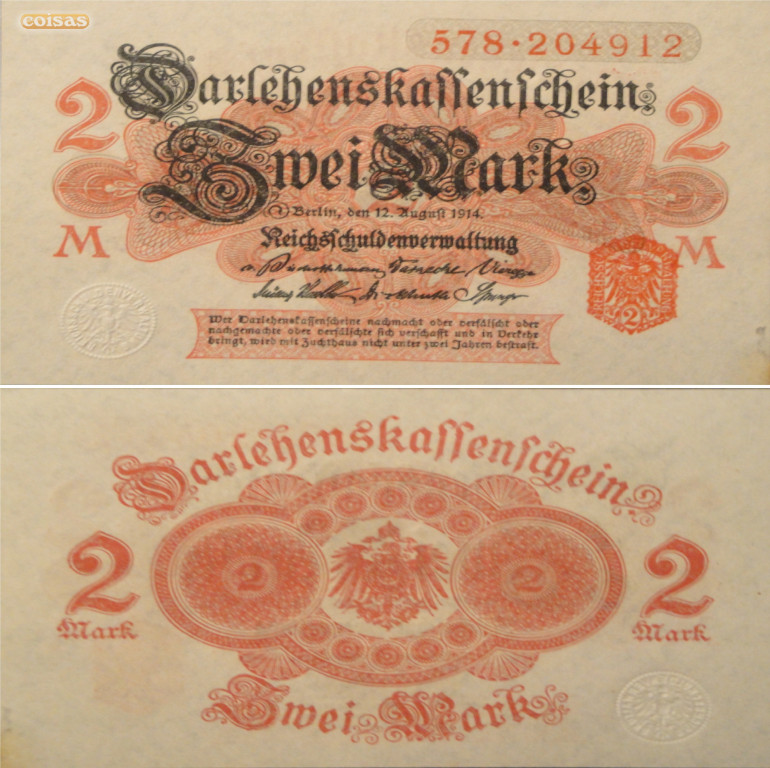 coisas
578·204912
Darlehenskassenschein.
2 2
Zwei Mark.
Berlin, den 12. August 1914.
M M
Reichsschuldenverwaltung
2
Wer Darlehenskassenscheine nachmacht oder verfälscht oder
nachgemachte oder verfälschte sich verschafft und in Verkehr
bringt, wird mit Zuchthaus nicht unter zwei Jahren bestraft.
Darlehenskassenschein.
2 2 2 2
Mark Mark
Zwei Mark.